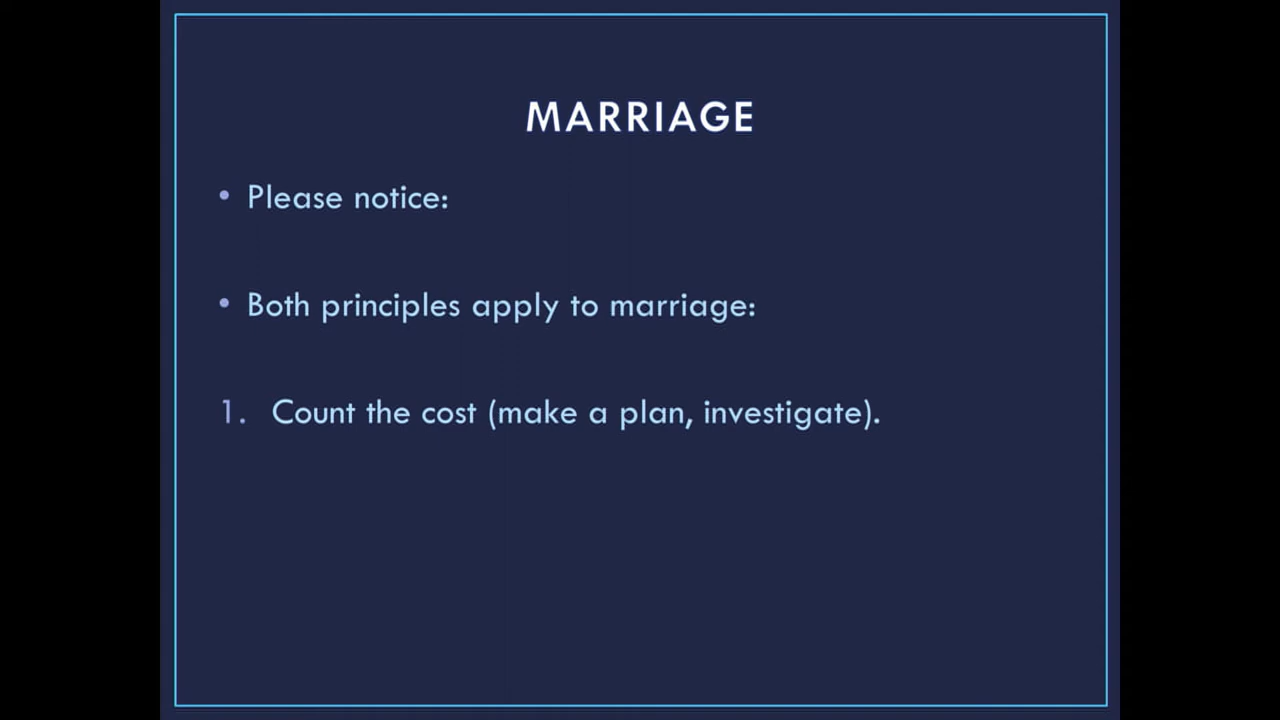 MARRIAGE
• Please notice:
• Both principles apply to marriage:
1. Count the cost (make a plan, investigate).